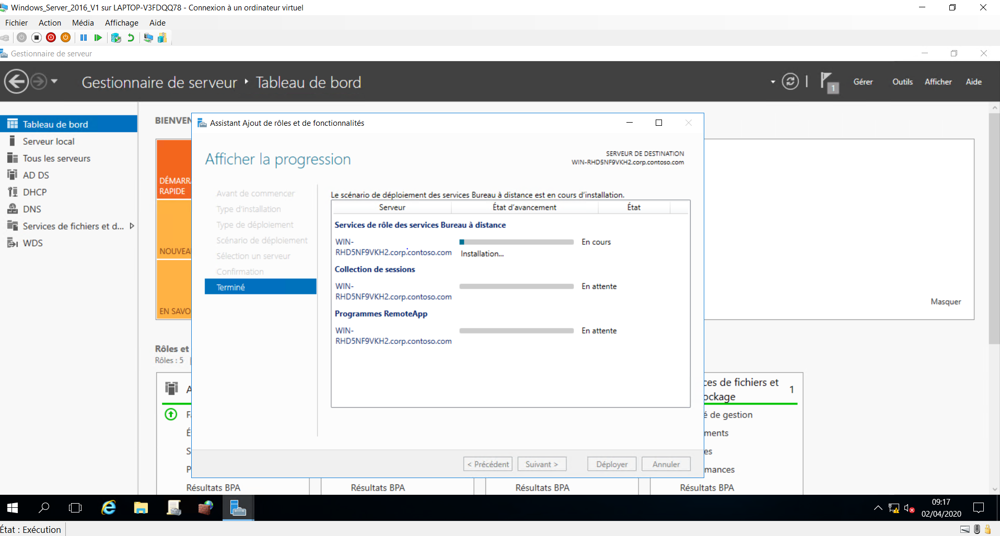 Windows_Server_2016_V1 sur LAPTOP-V3FDQQ78 - Connexion à un ordinateur virtuel
Fichier Action Média Affichage Aide
Gestionnaire de serveur
Gestionnaire de serveur Tableau de bord
1
Gérer Outils Afficher Aide
Tableau de bord
Serveur local
Tous les serveurs
AD DS
DHCP
DNS
Services de fichiers et d...
WDS
BIENVEN
DÉMARRA
RAPIDE
NOUVEA
EN SAVO
Masquer
Assistant Ajout de rôles et de fonctionnalités
Afficher la progression
SERVEUR DE DESTINATION
WIN-RHD5NF9VKH2.corp.contoso.com
Avant de commencer
Type d'installation
Type de déploiement
Scénario de déploiement
Sélection un serveur
Confirmation
Terminé
Le scénario de déploiement des services Bureau à distance est en cours d'installation.
Serveur État d'avancement État
Services de rôle des services Bureau à distance
WIN-
RHD5NF9VKH2.corp.contoso.com
En cours
Installation...
Collection de sessions
WIN-
RHD5NF9VKH2.corp.contoso.com
En attente
Programmes RemoteApp
WIN-
RHD5NF9VKH2.corp.contoso.com
En attente
< Précédent Suivant > Déployer Annuler
Rôles et
Rôles : 5 |
A
F
É
S
P
Résultats BPA
Résultats BPA
Résultats BPA
ces de fichiers et
ockage
1
é de gestion
ments
es
mances
Résultats BPA
09:17
02/04/2020
État : Exécution